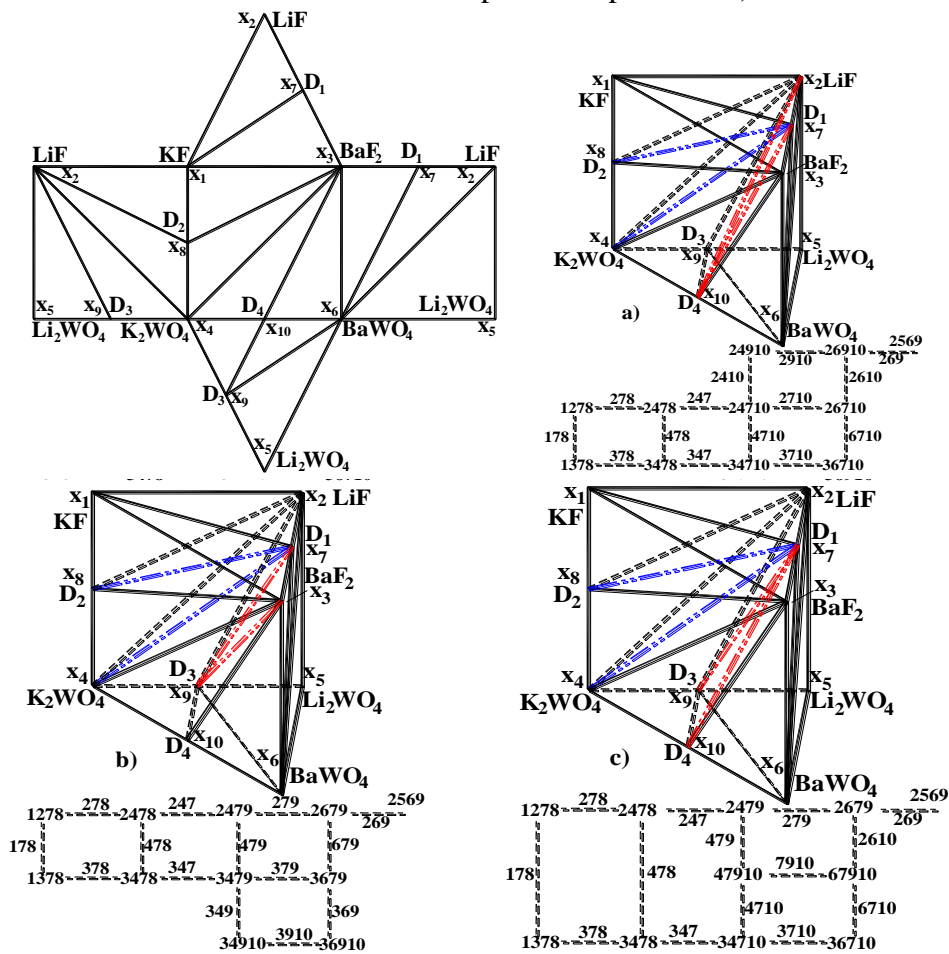 x2 LiF
x7 D1
LiF KF x3 BaF2 D1 LiF
x2 x1 x7 x2
D2
x8
x5 x9 D3 D4 x6 Li2WO4
Li2WO4 K2WO4 x4 x10 BaWO4 x5
D3 x9
x5
Li2WO4
x1 x2LiF
KF
D1
x7
x8
D2
BaF2
x3
x4 D3 x5
K2WO4 x9 Li2WO4
D4 x10
x6
a)
BaWO4
24910 26910 2569
2910 269
2410 2610
278 247 2710
1278 2478 24710 26710
178 478 4710 6710
378 347 3710
1378 3478 34710 36710
x1 x2 LiF
KF
D1
x7
x8
D2
BaF2
x3
x4 D3 x5
K2WO4 x9 Li2WO4
D4 x10
b) x6
BaWO4
278 247 279 2569
1278 2478 2479 2679
269
178 478 479 679
378 347 379
1378 3478 3479 3679
349 369
3910
34910 36910
x1 x2LiF
KF
D1
x7
x8
D2
x3
BaF2
x4 D3 x5
K2WO4 x9 Li2WO4
D4 x10
c) x6
BaWO4
278 2569
1278 2478 2479 2679
247 279 269
479 2610
7910
178 478 47910 67910
4710 6710
378 347 3710
1378 3478 34710 36710